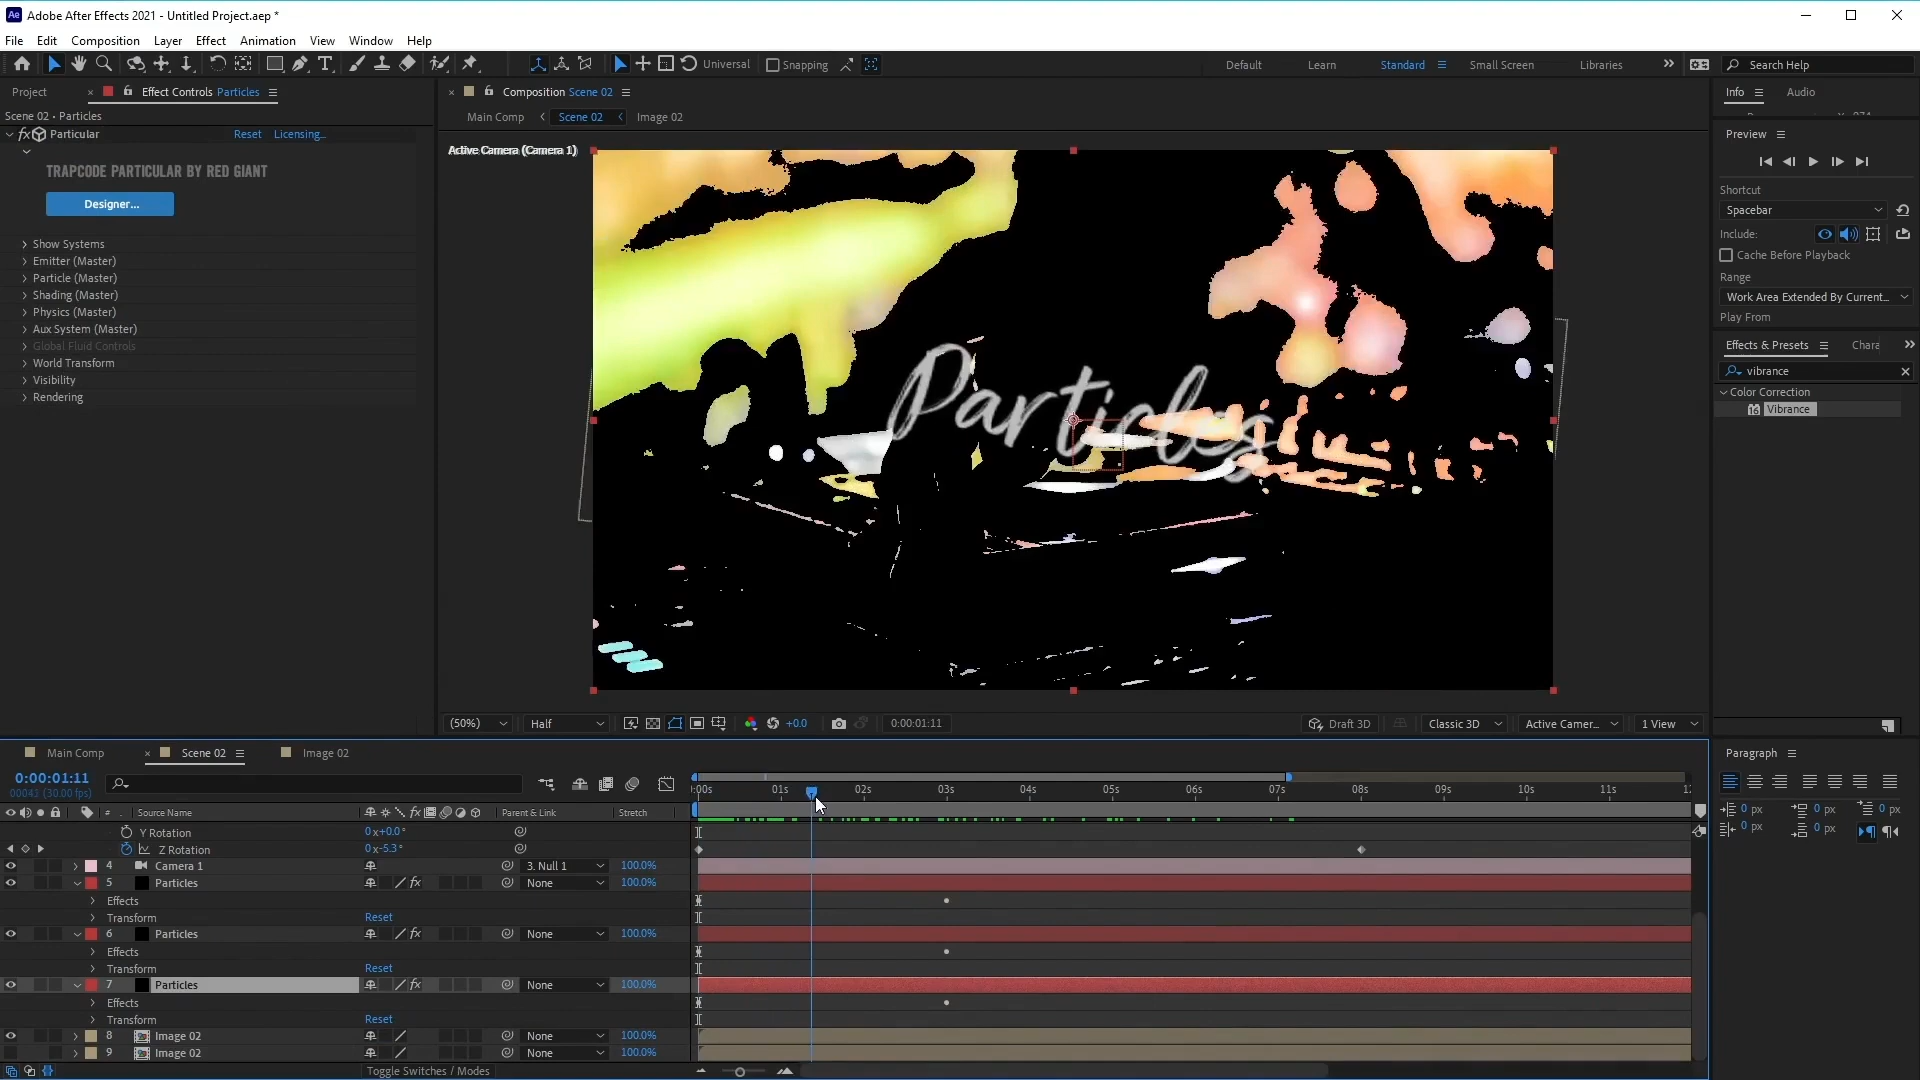 Adobe After Effects 2021 - Untitled Project.aep *
File Edit Composition Layer Effect Animation View Window Help
Universal Snapping Default Learn Standard Small Screen Libraries Search Help
Project Effect Controls Particles
Scene 02 • Particles
fx Particular Reset Licensing...
TRAPCODE PARTICULAR BY RED GIANT
Designer...
Show Systems
Emitter (Master)
Particle (Master)
Shading (Master)
Physics (Master)
Aux System (Master)
Global Fluid Controls
World Transform
Visibility
Rendering
Composition Scene 02
Main Comp Scene 02 Image 02
Active Camera (Camera 1)
Particles
(50%) Half +0.0 0:00:01:11 Draft 3D Classic 3D Active Camer... 1 View
Info Audio
Preview
Shortcut
Spacebar
Include:
Cache Before Playback
Range
Work Area Extended By Current...
Play From
Effects & Presets Chara
vibrance
Color Correction
Vibrance
Paragraph
0 px 0 px 0 px
0 px 0 px
Main Comp Scene 02 Image 02
0:00:01:11
00041 (30.00 fps)
:00s 01s 02s 03s 04s 05s 06s 07s 08s 09s 10s 11s 12
# Source Name fx Parent & Link Stretch
Y Rotation 0x+0.0°
Z Rotation 0x-5.3°
4 Camera 1 3. Null 1 100.0%
5 Particles fx None 100.0%
Effects
Transform Reset
6 Particles fx None 100.0%
Effects
Transform Reset
7 Particles fx None 100.0%
Effects
Transform Reset
8 Image 02 None 100.0%
9 Image 02 None 100.0%
Toggle Switches / Modes